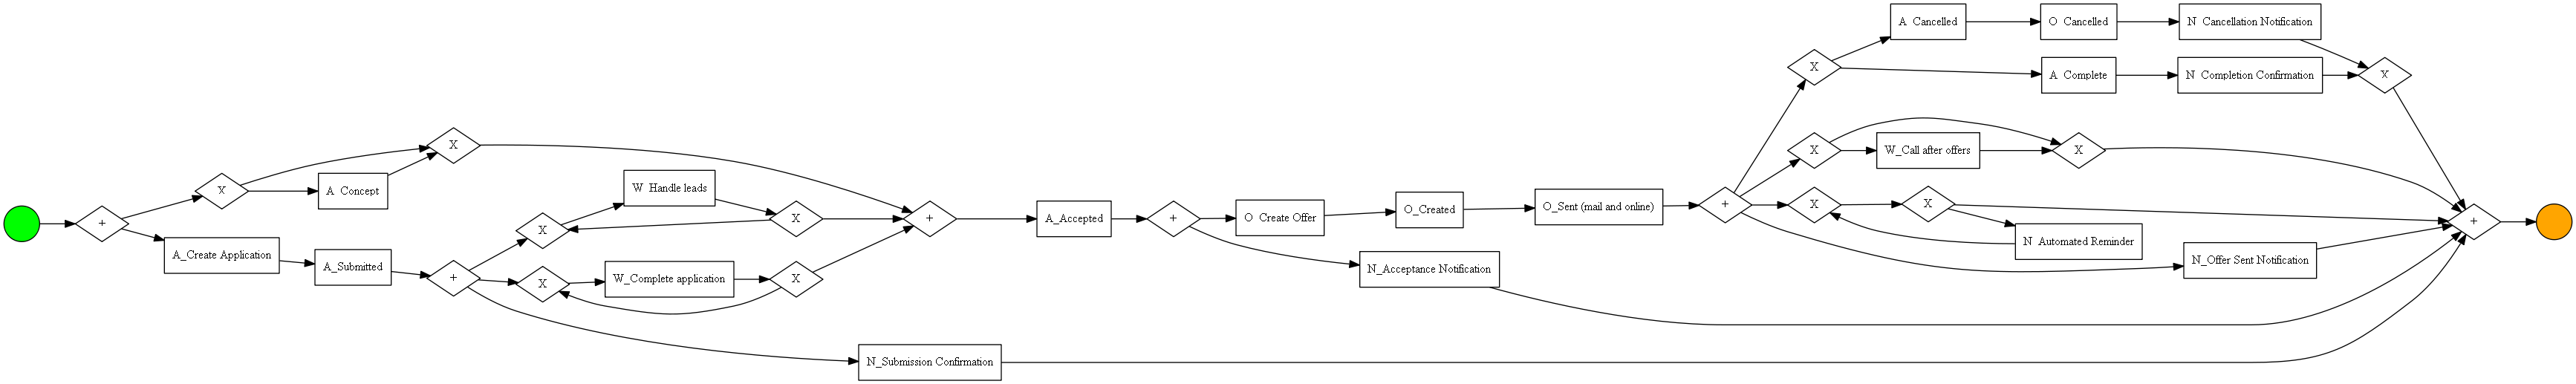 +
X
A_Concept
X
A_Create Application
A_Submitted
+
X
W_Handle leads
X
X
W_Complete application
X
N_Submission Confirmation
+
A_Accepted
+
O_Create Offer
O_Created
O_Sent (mail and online)
N_Acceptance Notification
+
X
A_Cancelled
O_Cancelled
N_Cancellation Notification
A_Complete
N_Completion Confirmation
X
X
W_Call after offers
X
X
X
N_Automated Reminder
N_Offer Sent Notification
+